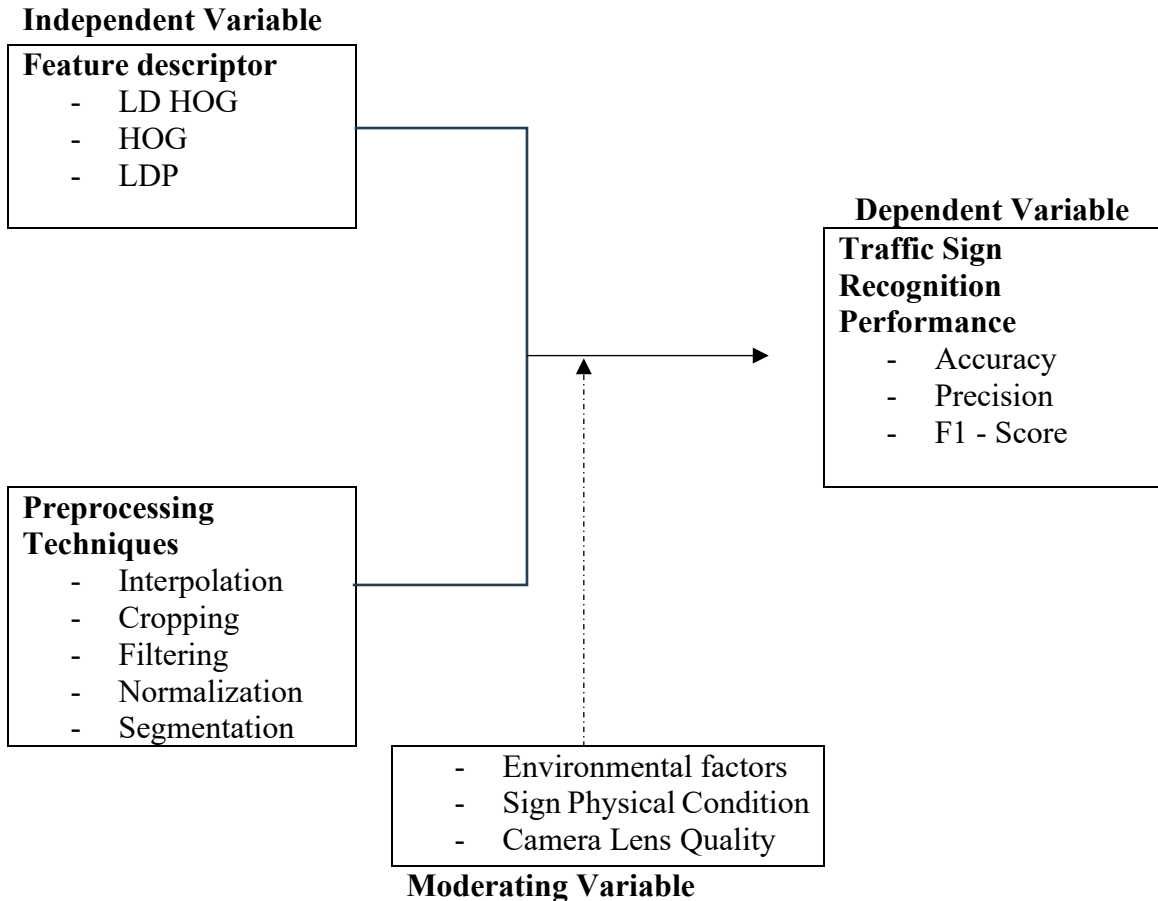 Independent Variable
Feature descriptor
- LD HOG
- HOG
- LDP
Dependent Variable
Traffic Sign
Recognition
Performance
- Accuracy
- Precision
- F1 - Score
Preprocessing
Techniques
- Interpolation
- Cropping
- Filtering
- Normalization
- Segmentation
- Environmental factors
- Sign Physical Condition
- Camera Lens Quality
Moderating Variable